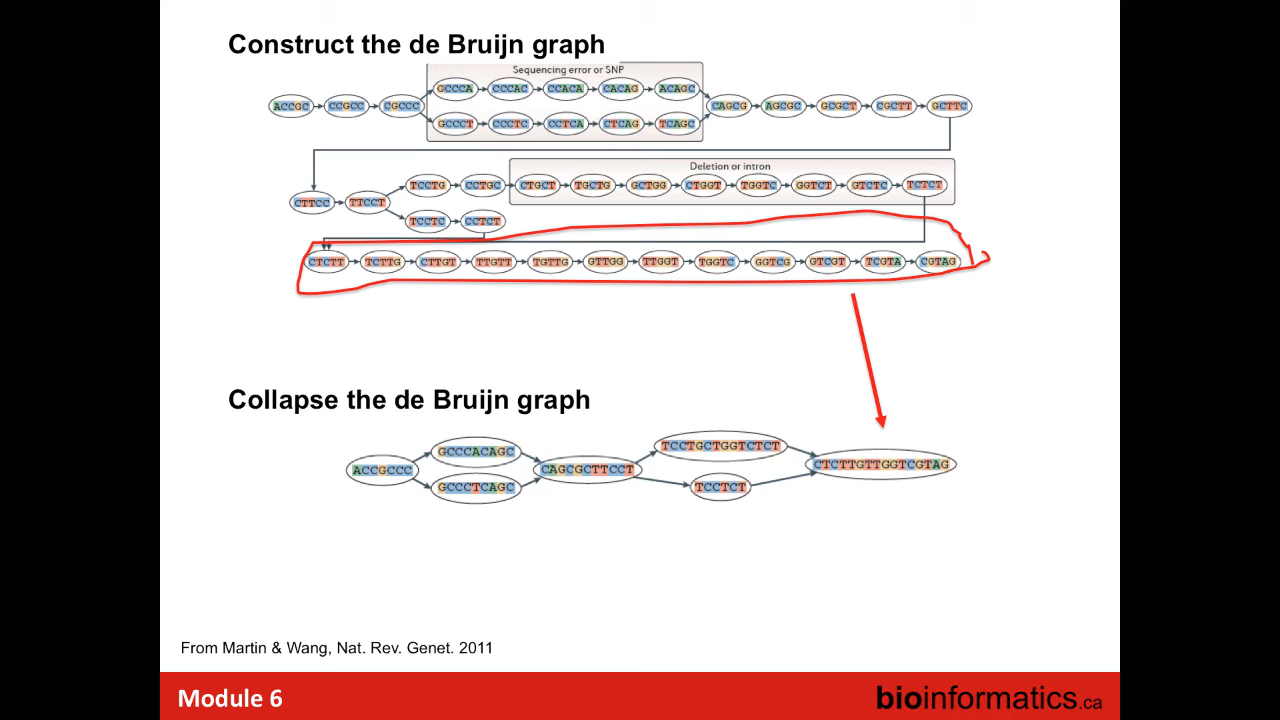 Construct the de Bruijn graph
Sequencing error or SNP
GCCCA CCCAC CCACA CACAG ACAGC
ACCGC CCGCC CGCCC CAGCG AGCGC GCGCT CGCTT GCTTC
GCCCT CCCTC CCTCA CTCAG TCAGC
Deletion or intron
TCCTG CCTGC CTGCT TGCTG GCTGG CTGGT TGGTC GGTCT GTCTC TCTCT
CTTCC TTCCT
TCCTC CCTCT
CTCTT TCTTG CTTGT TTGTT TGTTG GTTGG TTGGT TGGTC GGTCG GTCGT TCGTA CGTAG
Collapse the de Bruijn graph
TCCTGCTGGTCTCT
GCCCACAGC
ACCGCCC CAGCGCTTCCT CTCTTGTTGGTCGTAG
GCCCTCAGC TCCTCT
From Martin & Wang, Nat. Rev. Genet. 2011
Module 6
bioinformatics.ca